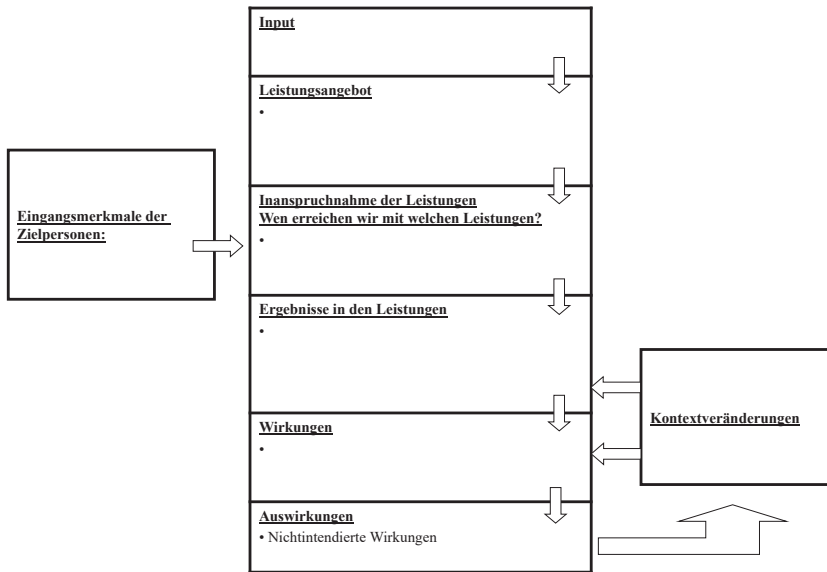 Input
Leistungsangebot
•
Eingangsmerkmale der
Zielpersonen:
Inanspruchnahme der Leistungen
Wen erreichen wir mit welchen Leistungen?
•
Ergebnisse in den Leistungen
•
Kontextveränderungen
Wirkungen
•
Auswirkungen
• Nichtintendierte Wirkungen